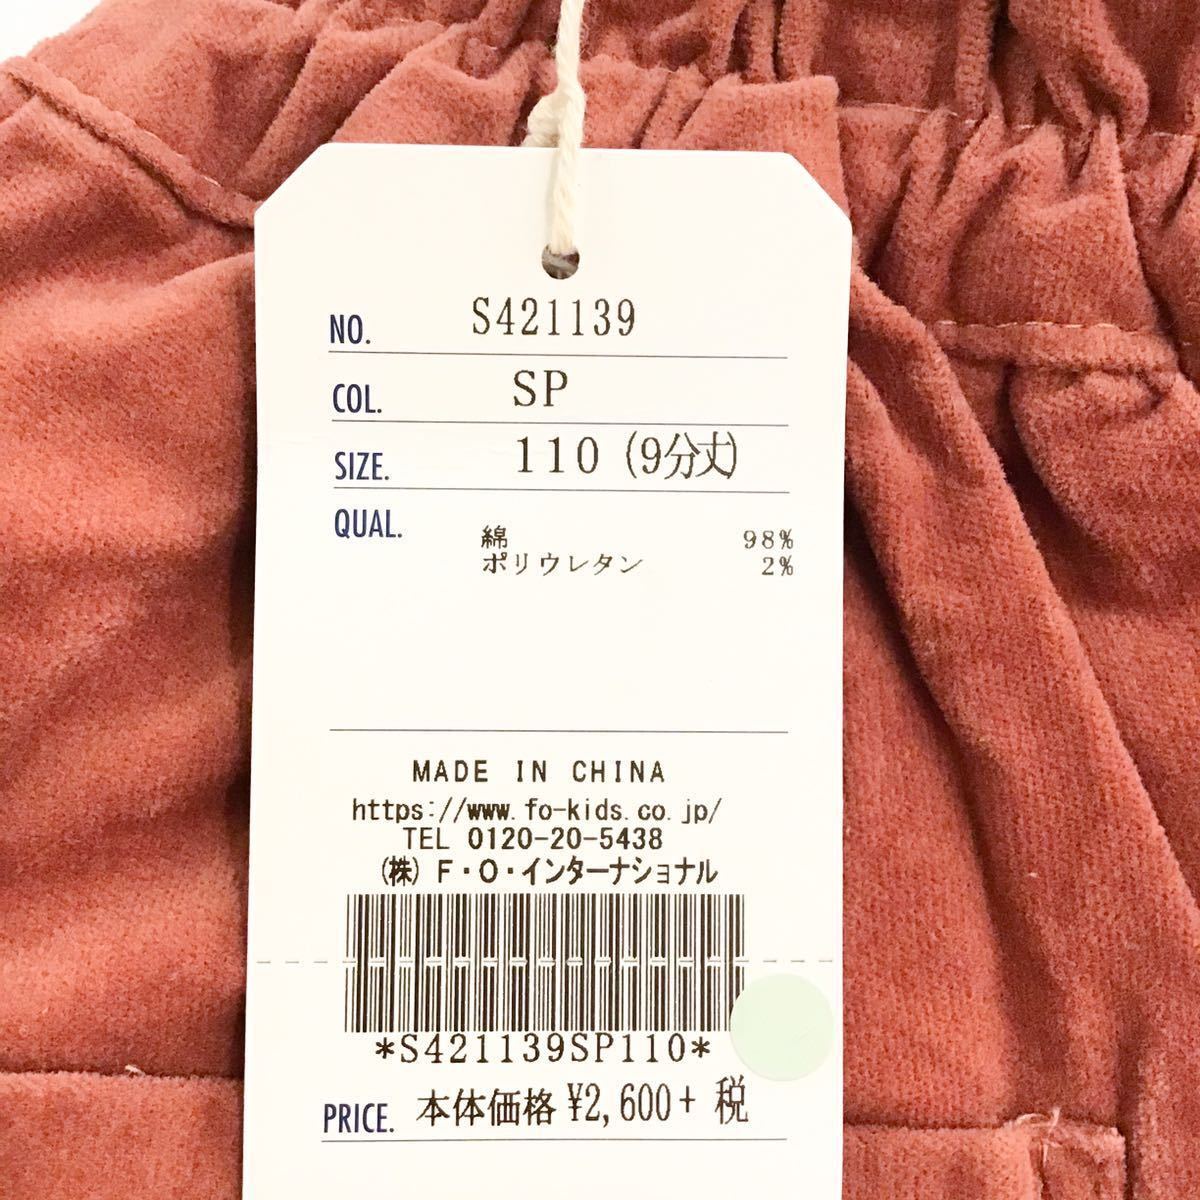 NO. S421139
COL. SP
SIZE. 110 (9分丈)
QUAL. 綿 98%
ポリウレタン 2%
MADE IN CHINA
https://www.fo-kids.co.jp/
TEL 0120-20-5438
(株) F・O・インターナショナル
*S421139SP110*
PRICE. 本体価格 ¥2,600+ 税